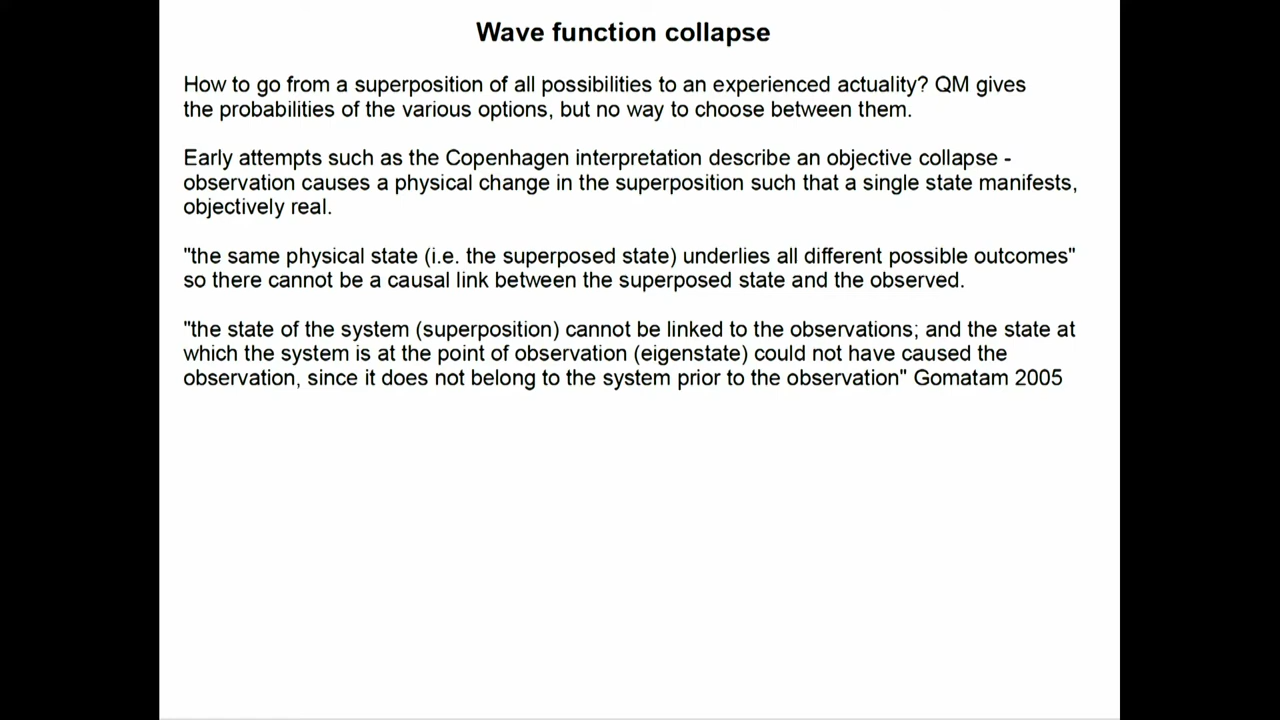 Wave function collapse
How to go from a superposition of all possibilities to an experienced actuality? QM gives
the probabilities of the various options, but no way to choose between them.
Early attempts such as the Copenhagen interpretation describe an objective collapse -
observation causes a physical change in the superposition such that a single state manifests,
objectively real.
"the same physical state (i.e. the superposed state) underlies all different possible outcomes"
so there cannot be a causal link between the superposed state and the observed.
"the state of the system (superposition) cannot be linked to the observations; and the state at
which the system is at the point of observation (eigenstate) could not have caused the
observation, since it does not belong to the system prior to the observation" Gomatam 2005